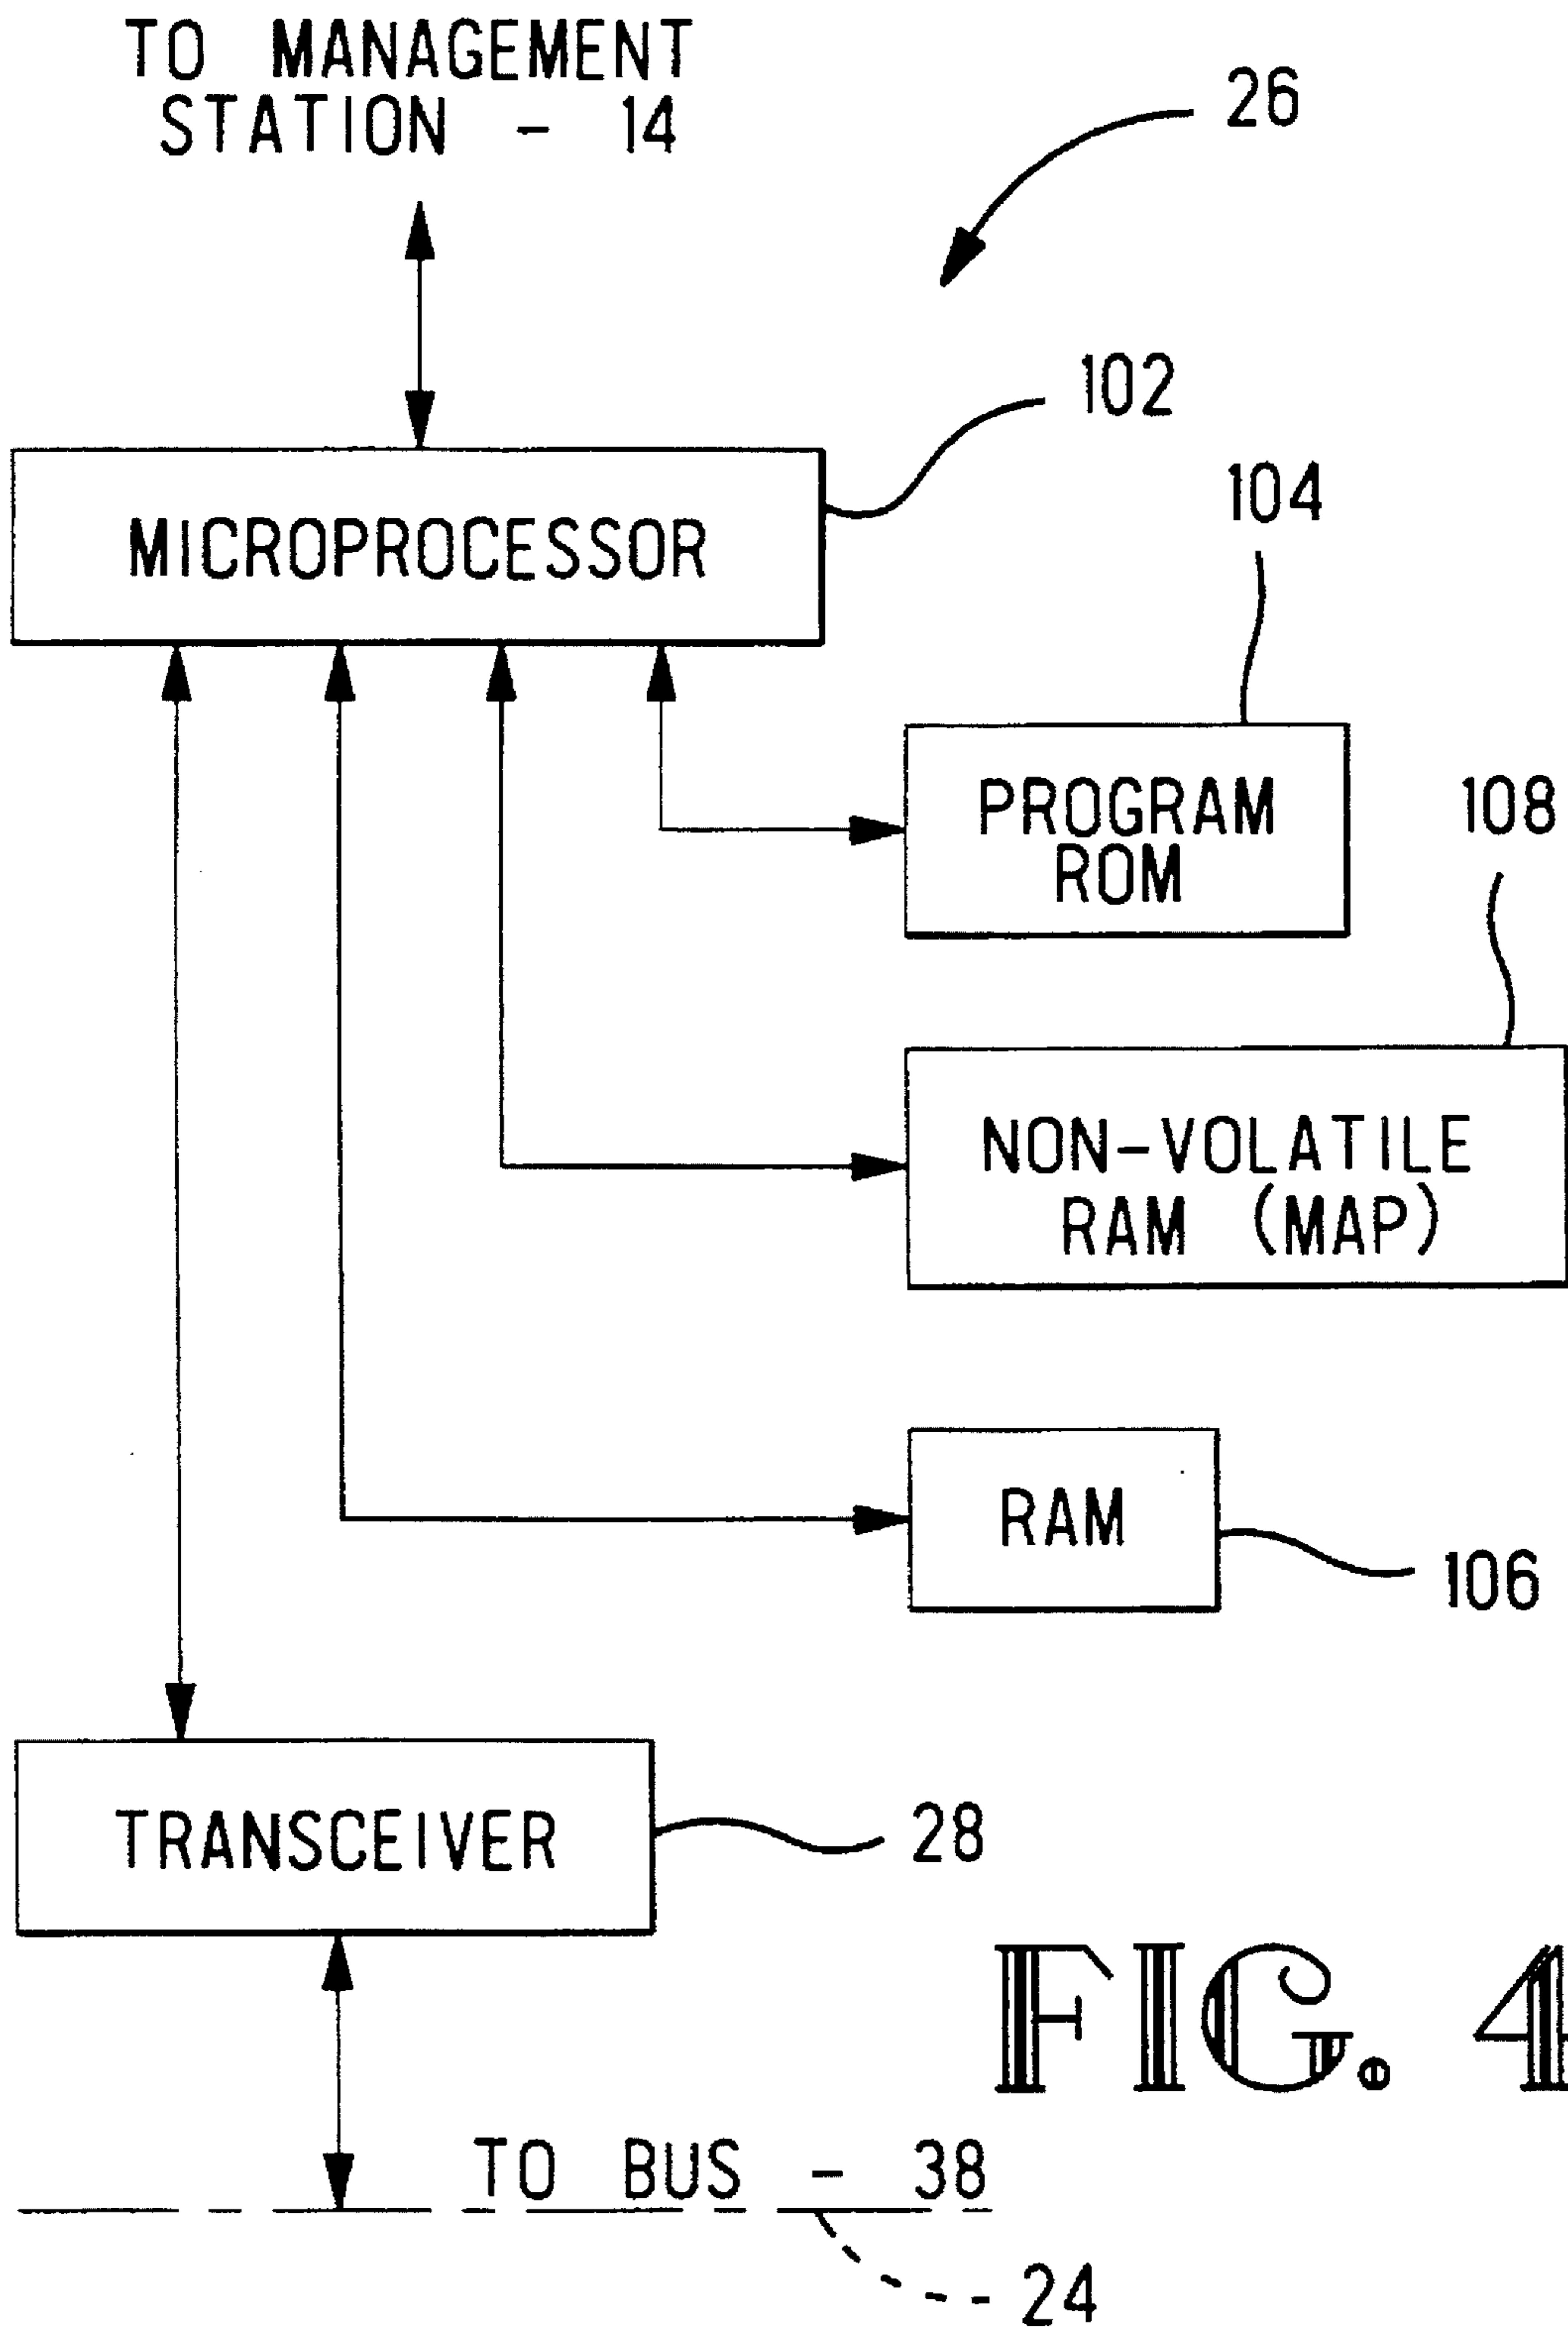 TO MANAGEMENT
STATION - 14
26
102
MICROPROCESSOR
104
PROGRAM
ROM
108
NON-VOLATILE
RAM (MAP)
RAM
106
TRANSCEIVER
28
FIG. 4
TO BUS - 38
24